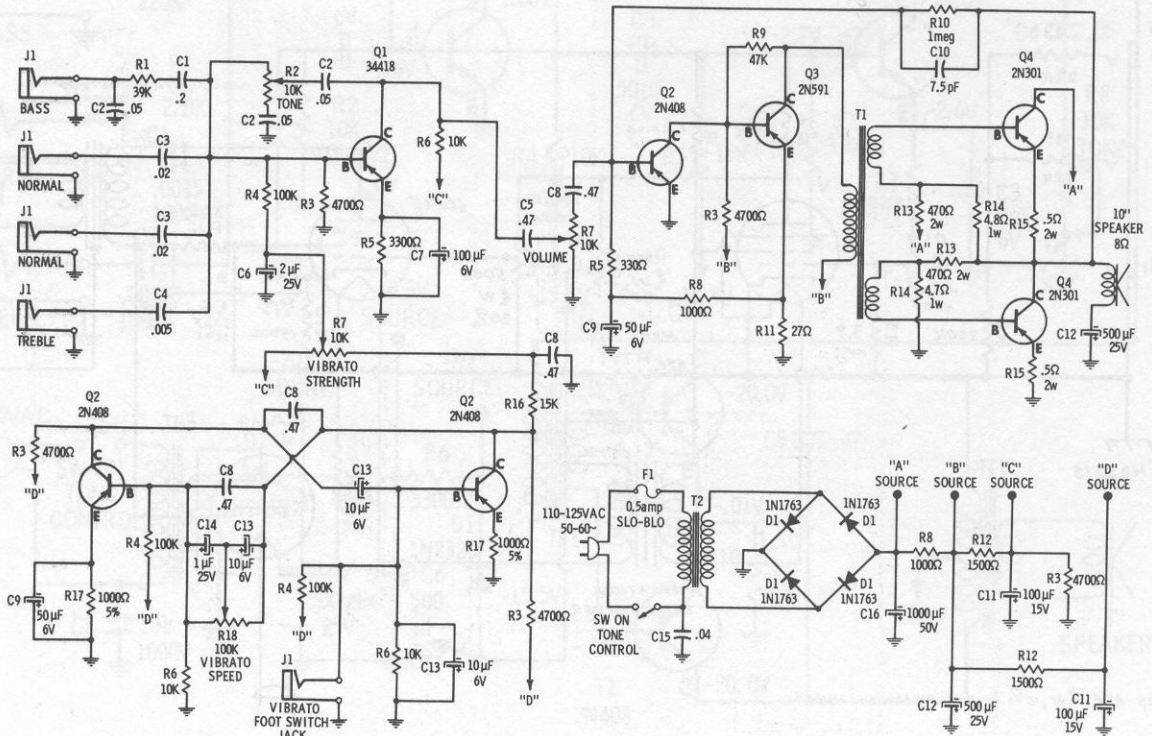 J1
BASS
R1
39K
C1
.2
C2
.05
R2
10K
TONE
C2
.05
C2
.05
Q1
34418
C
B
E
R6
10K
"C"
J1
NORMAL
C3
.02
R4
100K
R3
4700Ω
R5
3300Ω
C7
100 µF
6V
J1
NORMAL
C3
.02
C6
2 µF
25V
J1
TREBLE
C4
.005
R7
10K
VIBRATO
STRENGTH
"C"
C8
.47
C5
.47
VOLUME
C8
.47
R7
10K
R5
330Ω
C9
50 µF
6V
R8
1000Ω
Q2
2N408
C
B
E
R3
4700Ω
"B"
R9
47K
Q3
2N591
C
B
E
R11
27Ω
R10
1meg
C10
7.5 pF
T1
"B"
Q4
2N301
C
B
E
"A"
R13
470Ω
2w
"A"
R14
4.8Ω
1w
R15
.5Ω
2w
R13
470Ω 2w
R14
4.7Ω
1w
10"
SPEAKER
8Ω
Q4
2N301
C
B
E
R15
.5Ω
2w
C12
500 µF
25V
Q2
2N408
R3
4700Ω
"D"
C
B
E
C9
50 µF
6V
R17
1000Ω
5%
R4
100K
"D"
C8
.47
C8
.47
C14
1 µF
25V
C13
10 µF
6V
R18
100K
VIBRATO
SPEED
R6
10K
C13
10 µF
6V
R4
100K
"D"
J1
VIBRATO
FOOT SWITCH
JACK
R6
10K
C13
10 µF
6V
Q2
2N408
C
B
E
R17
1000Ω
5%
R16
15K
R3
4700Ω
"D"
110-125VAC
50-60~
F1
0.5amp
SLO-BLO
SW ON
TONE
CONTROL
C15
.04
T2
1N1763
D1
1N1763
D1
D1
1N1763
D1
1N1763
"A"
SOURCE
"B"
SOURCE
"C"
SOURCE
"D"
SOURCE
R8
1000Ω
R12
1500Ω
C16
1000 µF
50V
C11
100 µF
15V
R3
4700Ω
R12
1500Ω
C12
500 µF
25V
C11
100 µF
15V